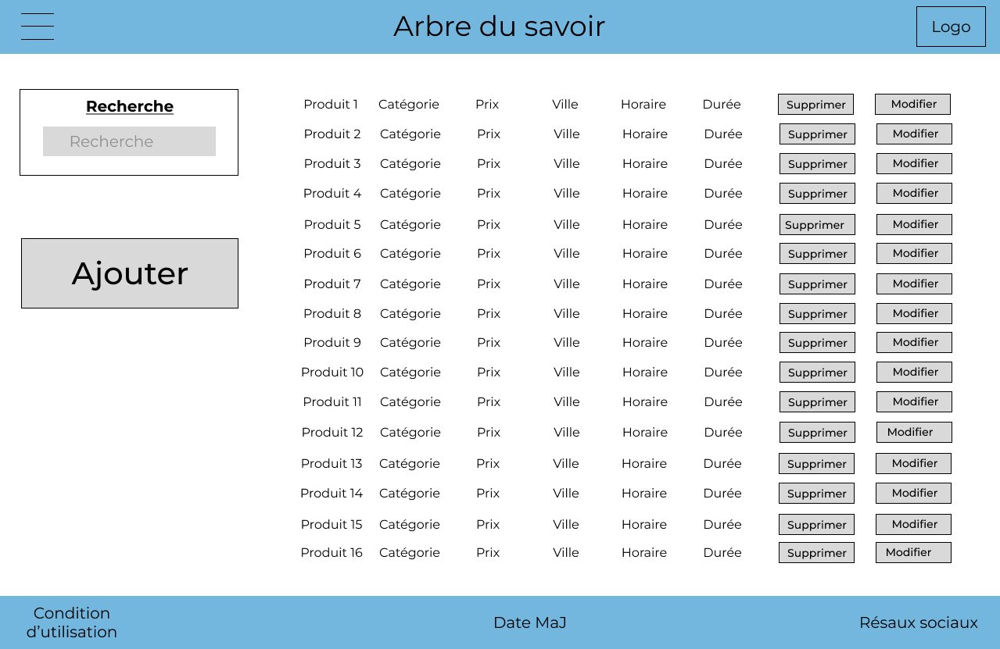 Arbre du savoir
Logo
Recherche
Recherche
Ajouter
Produit 1 Catégorie Prix Ville Horaire Durée Supprimer Modifier
Produit 2 Catégorie Prix Ville Horaire Durée Supprimer Modifier
Produit 3 Catégorie Prix Ville Horaire Durée Supprimer Modifier
Produit 4 Catégorie Prix Ville Horaire Durée Supprimer Modifier
Produit 5 Catégorie Prix Ville Horaire Durée Supprimer Modifier
Produit 6 Catégorie Prix Ville Horaire Durée Supprimer Modifier
Produit 7 Catégorie Prix Ville Horaire Durée Supprimer Modifier
Produit 8 Catégorie Prix Ville Horaire Durée Supprimer Modifier
Produit 9 Catégorie Prix Ville Horaire Durée Supprimer Modifier
Produit 10 Catégorie Prix Ville Horaire Durée Supprimer Modifier
Produit 11 Catégorie Prix Ville Horaire Durée Supprimer Modifier
Produit 12 Catégorie Prix Ville Horaire Durée Supprimer Modifier
Produit 13 Catégorie Prix Ville Horaire Durée Supprimer Modifier
Produit 14 Catégorie Prix Ville Horaire Durée Supprimer Modifier
Produit 15 Catégorie Prix Ville Horaire Durée Supprimer Modifier
Produit 16 Catégorie Prix Ville Horaire Durée Supprimer Modifier
Condition
d’utilisation
Date MaJ
Résaux sociaux